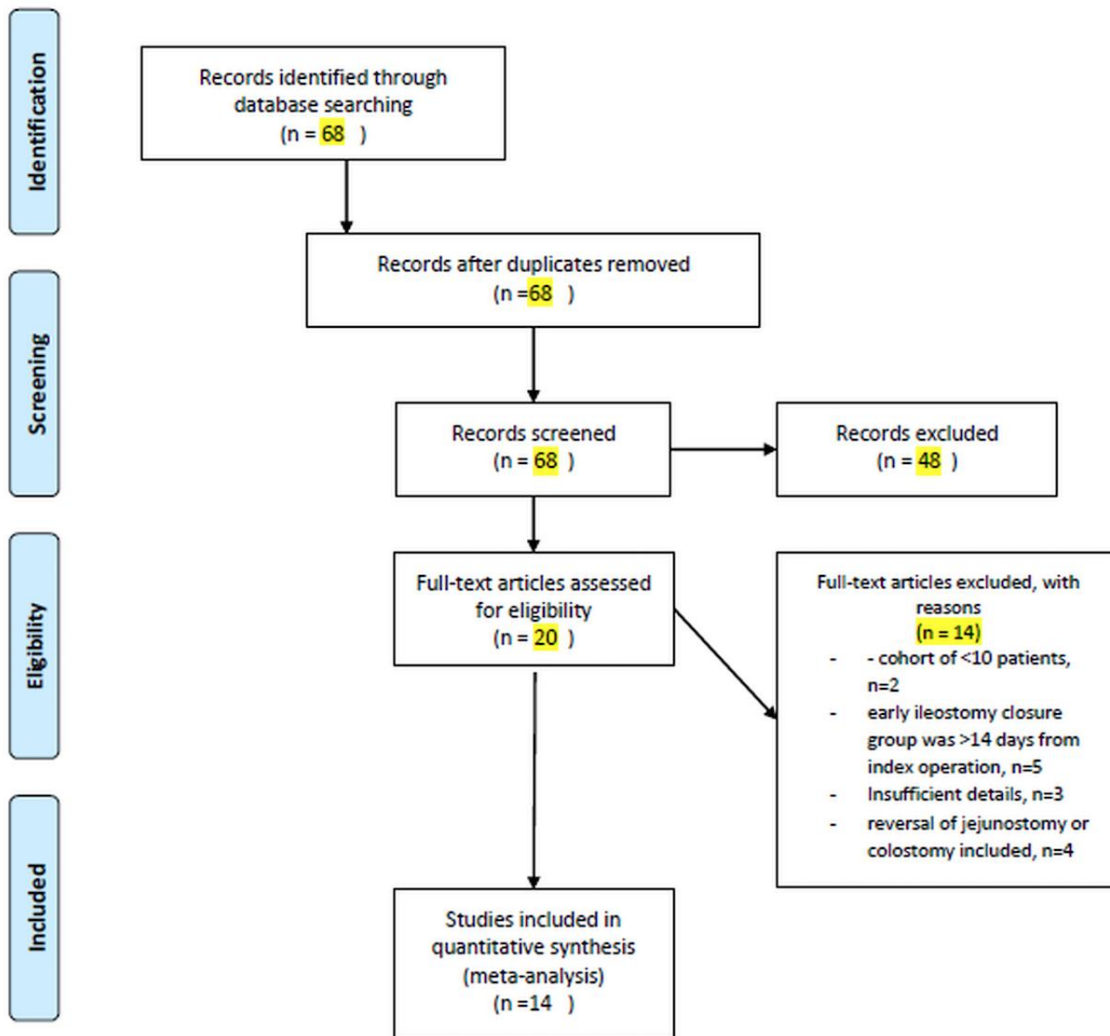 Identification
Records identified through
database searching
(n = 68 )
Screening
Records after duplicates removed
(n =68 )
Records screened
(n = 68 )
Records excluded
(n = 48 )
Eligibility
Full-text articles assessed
for eligibility
(n = 20 )
Full-text articles excluded, with
reasons
(n = 14)
- - cohort of <10 patients,
n=2
- early ileostomy closure
group was >14 days from
index operation, n=5
- Insufficient details, n=3
- reversal of jejunostomy or
colostomy included, n=4
Included
Studies included in
quantitative synthesis
(meta-analysis)
(n =14 )